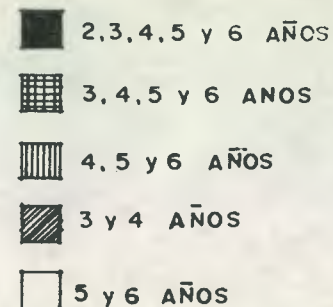 2,3,4,5 y 6 AÑOS
3,4,5 y 6 ANOS
4,5 y 6 AÑOS
3 y 4 AÑOS
5 y 6 AÑOS